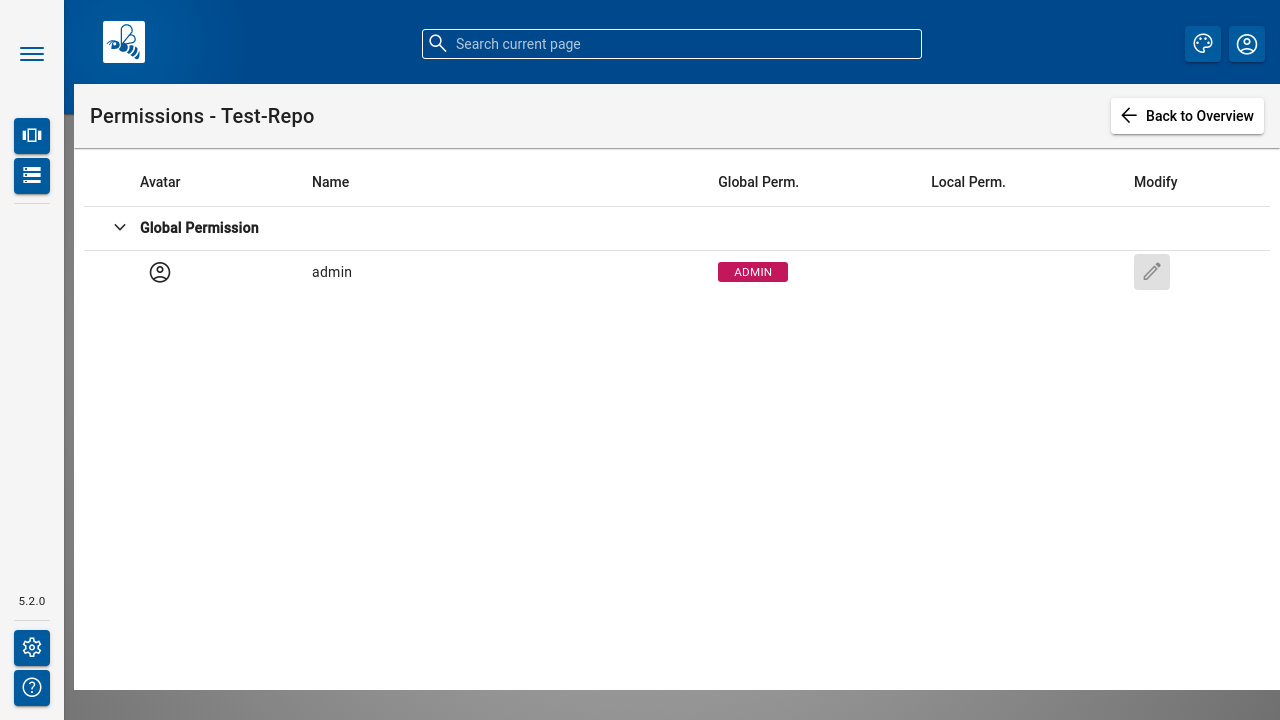 Search current page
Permissions - Test-Repo
Back to Overview
Avatar Name Global Perm. Local Perm. Modify
Global Permission
admin ADMIN
5.2.0